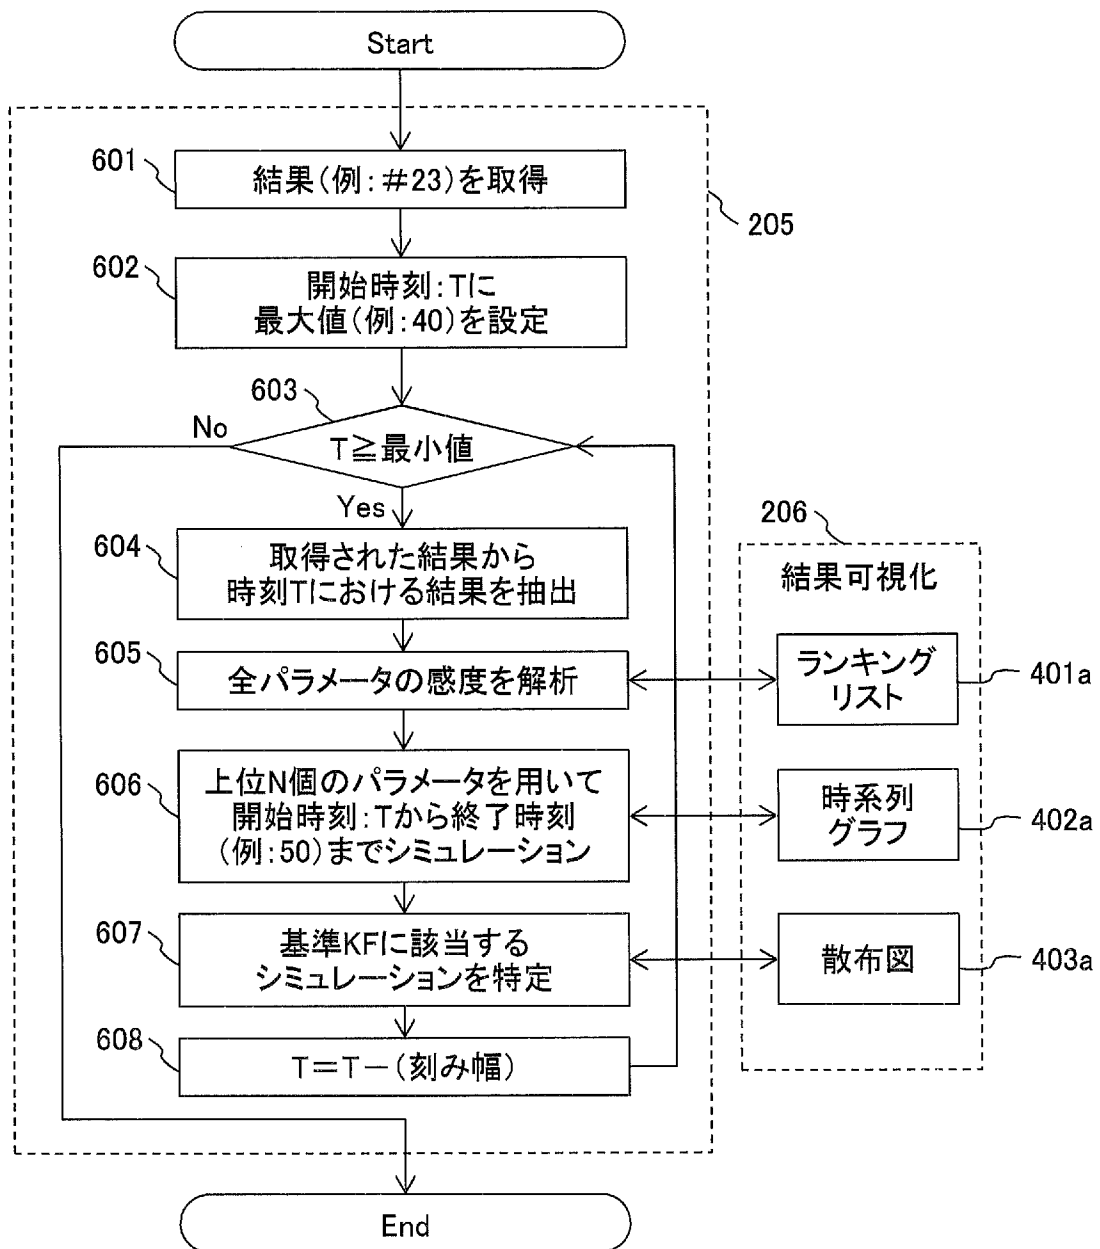 Start
601
結果(例:#23)を取得
205
602
開始時刻:Tに
最大値(例:40)を設定
603
No
T≧最小値
Yes
206
604
取得された結果から
時刻Tにおける結果を抽出
結果可視化
605
全パラメータの感度を解析
ランキング
リスト
401a
606
上位N個のパラメータを用いて
開始時刻:Tから終了時刻
(例:50)までシミュレーション
時系列
グラフ
402a
607
基準KFに該当する
シミュレーションを特定
散布図
403a
608
T=T-(刻み幅)
End